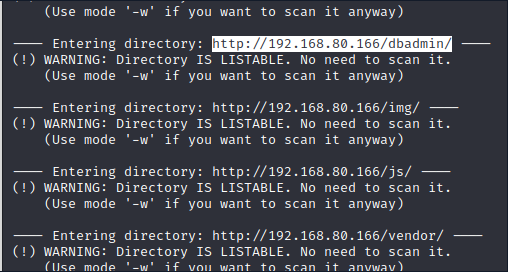 (Use mode '-w' if you want to scan it anyway)
---- Entering directory: http://192.168.80.166/dbadmin/ ----
(!) WARNING: Directory IS LISTABLE. No need to scan it.
(Use mode '-w' if you want to scan it anyway)
---- Entering directory: http://192.168.80.166/img/ ----
(!) WARNING: Directory IS LISTABLE. No need to scan it.
(Use mode '-w' if you want to scan it anyway)
---- Entering directory: http://192.168.80.166/js/ ----
(!) WARNING: Directory IS LISTABLE. No need to scan it.
(Use mode '-w' if you want to scan it anyway)
---- Entering directory: http://192.168.80.166/vendor/ ----
(!) WARNING: Directory IS LISTABLE. No need to scan it.
(Use mode '-w' if you want to scan it anyway)